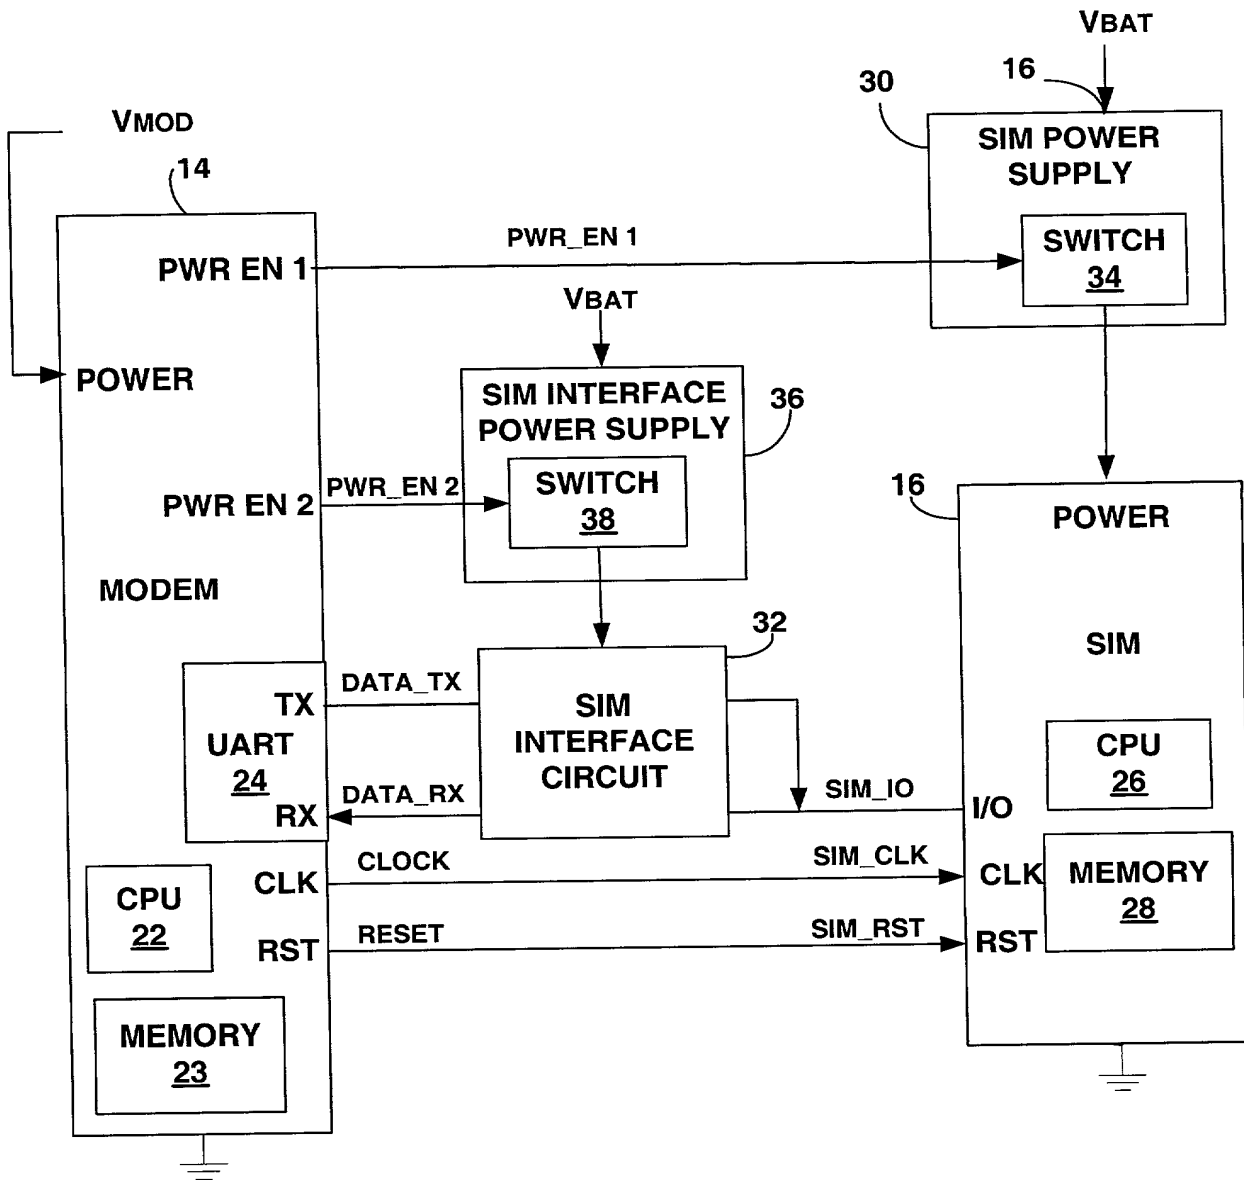 VBAT
16
30
SIM POWER
SUPPLY
SWITCH
34
VMOD
14
PWR EN 1
PWR_EN 1
POWER
VBAT
SIM INTERFACE
POWER SUPPLY
36
SWITCH
38
PWR EN 2
PWR_EN 2
MODEM
16
POWER
SIM
32
SIM
INTERFACE
CIRCUIT
TX
DATA_TX
UART
24
RX
DATA_RX
SIM_IO
I/O
CPU
26
CLK
CLOCK
SIM_CLK
CLK
MEMORY
28
CPU
22
RST
RESET
SIM_RST
RST
MEMORY
23